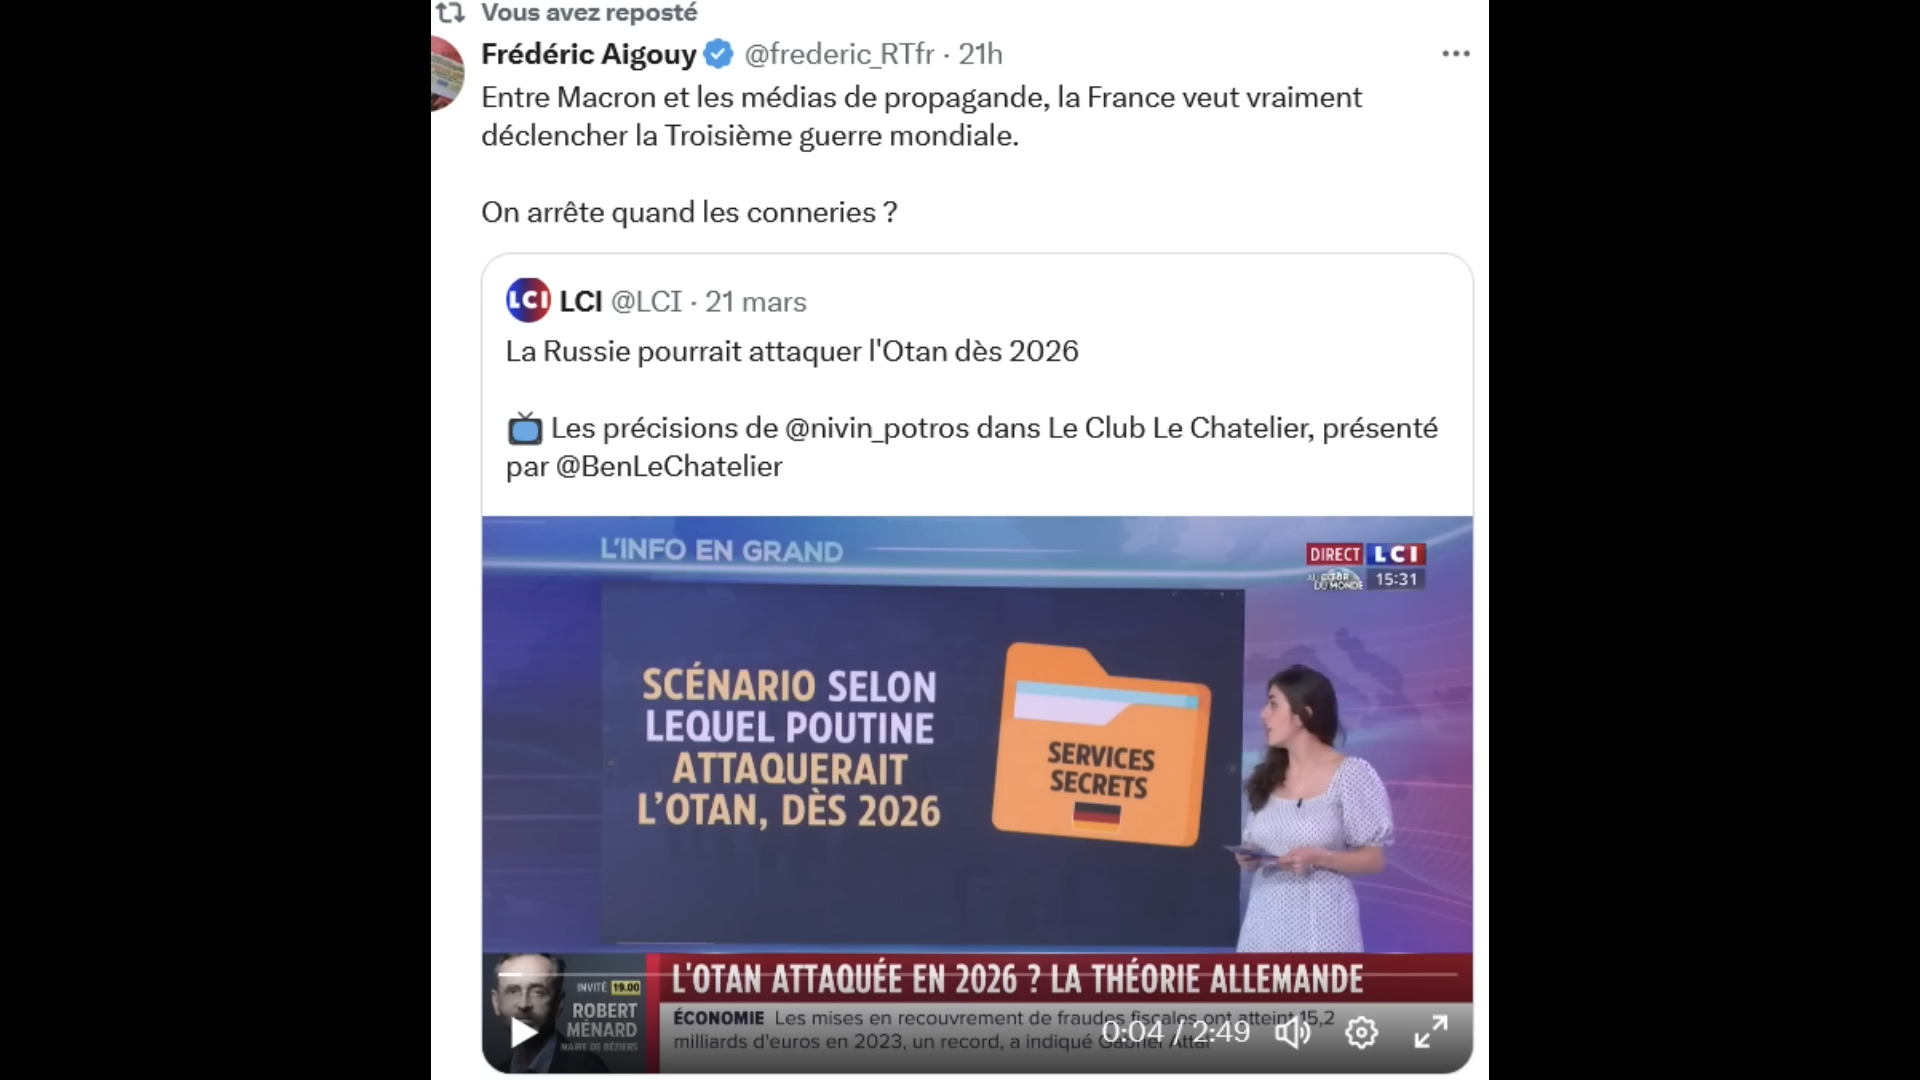 Vous avez reposté
Frédéric Aigouy @frederic_RTfr · 21h
Entre Macron et les médias de propagande, la France veut vraiment
déclencher la Troisième guerre mondiale.
On arrête quand les conneries ?
LCI LCI @LCI · 21 mars
La Russie pourrait attaquer l'Otan dès 2026
Les précisions de @nivin_potros dans Le Club Le Chatelier, présenté
par @BenLeChatelier
L'INFO EN GRAND
DIRECT LCI
AU CŒUR
DU MONDE
15:31
SCÉNARIO SELON
LEQUEL POUTINE
ATTAQUERAIT
L'OTAN, DÈS 2026
SERVICES
SECRETS
INVITÉ 19.00
ROBERT
MÉNARD
MAIRE DE BÉZIERS
L'OTAN ATTAQUÉE EN 2026 ? LA THÉORIE ALLEMANDE
ÉCONOMIE Les mises en recouvrement de fraudes fiscales ont atteint 15,2
milliards d'euros en 2023, un record, a indiqué Gabriel Attal
0:04 / 2:49